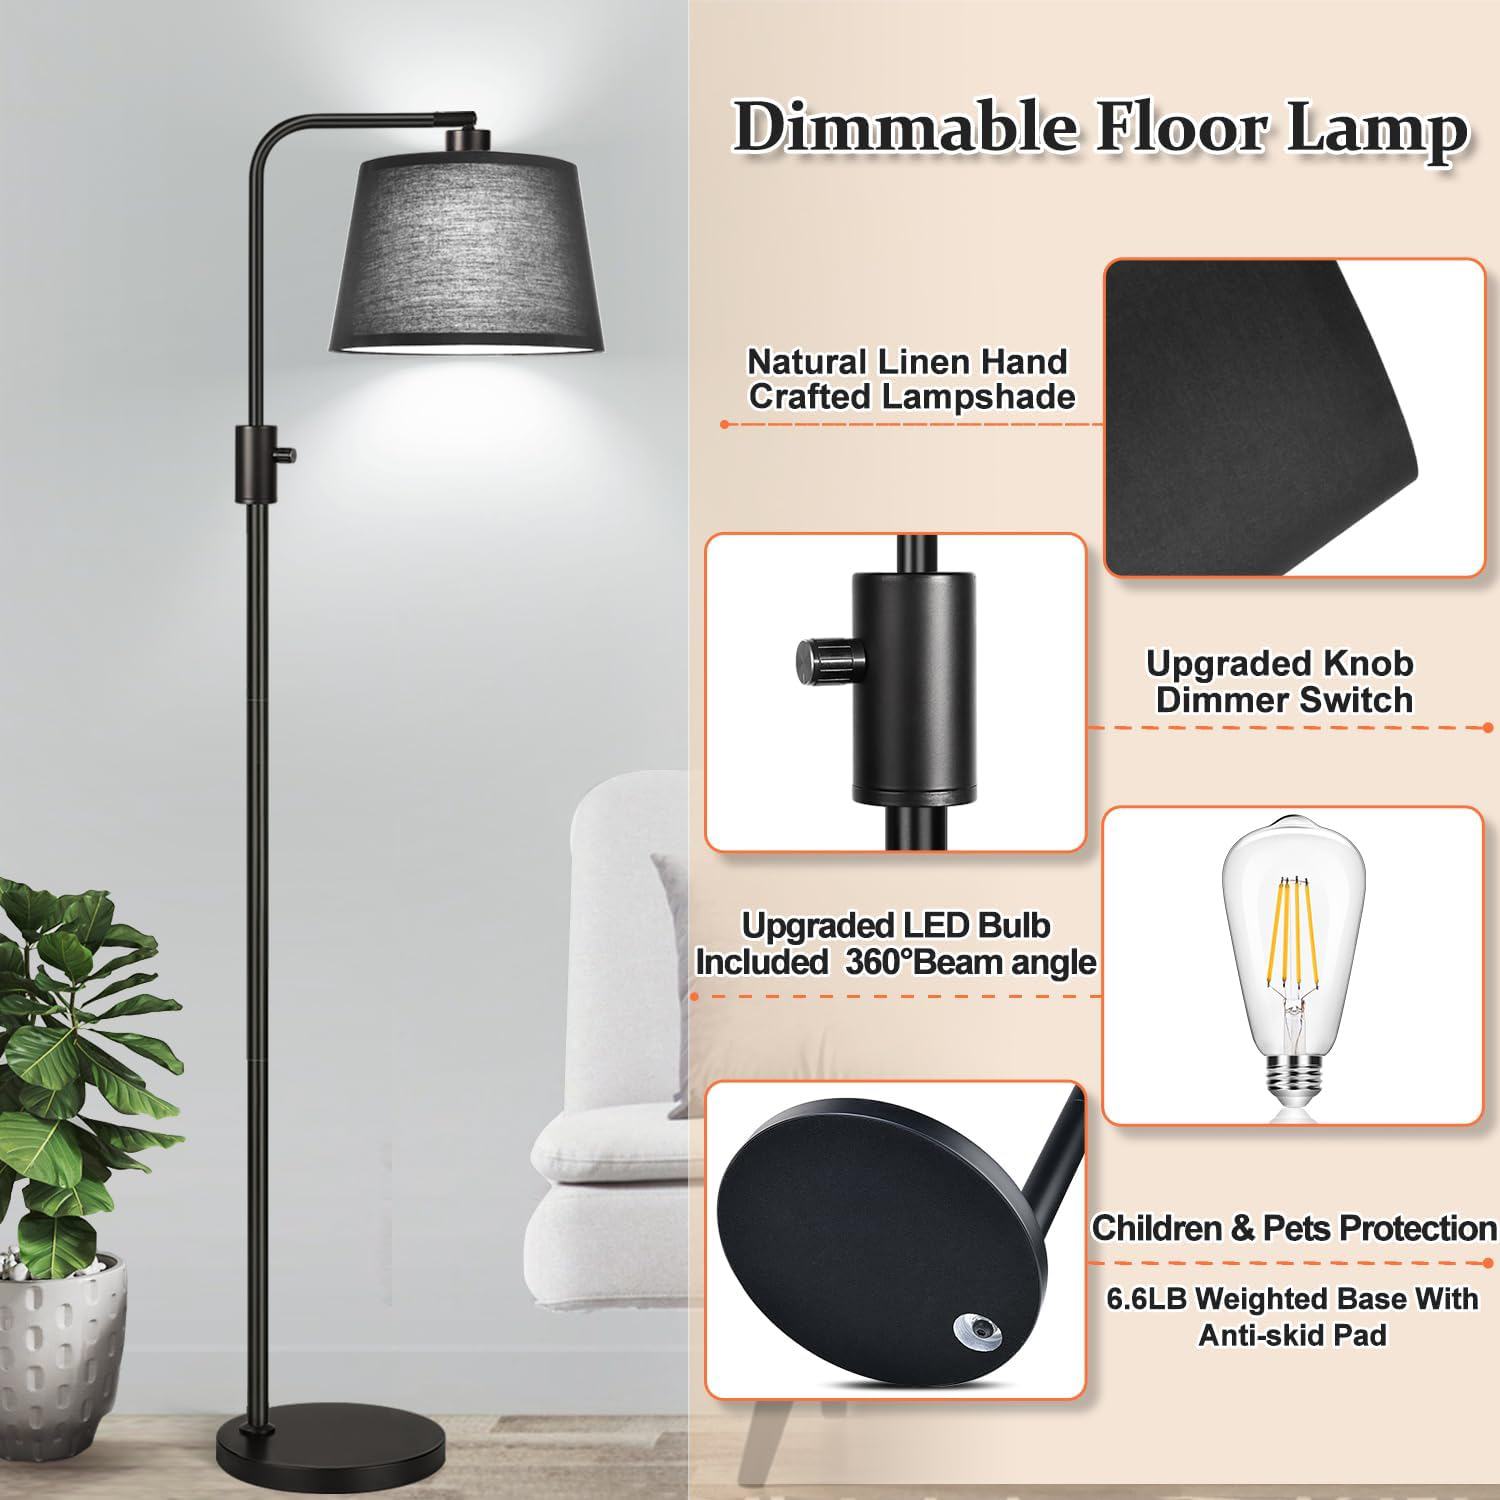 Dimmable Floor Lamp
Natural Linen Hand
Crafted Lampshade
Upgraded Knob
Dimmer Switch
Upgraded LED Bulb
Included 360°Beam angle
Children & Pets Protection
6.6LB Weighted Base With
Anti-skid Pad